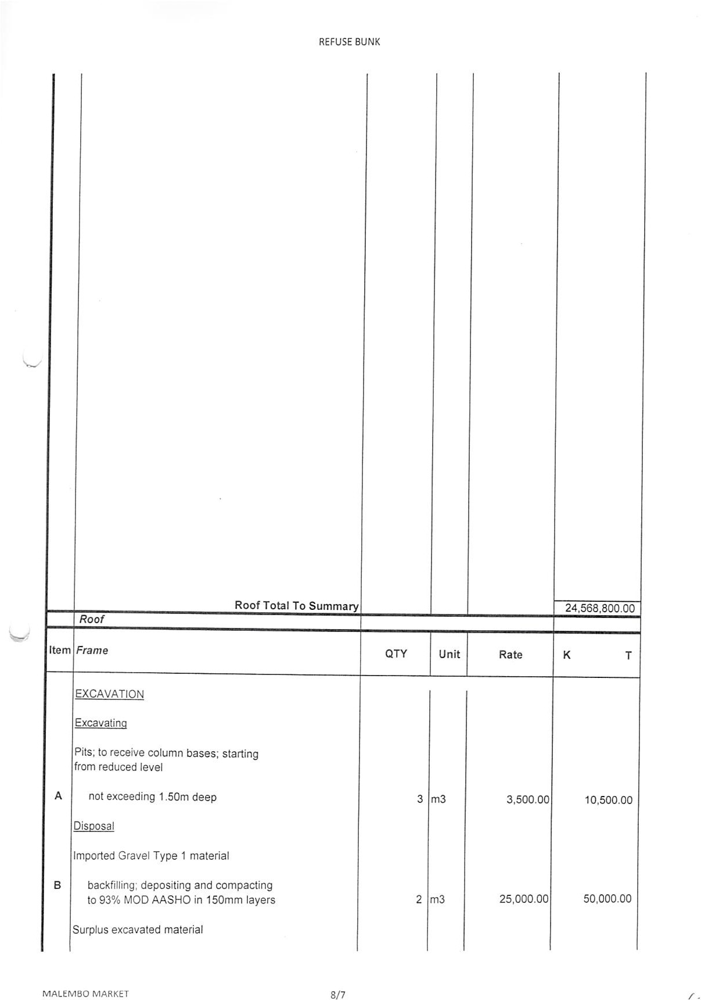 REFUSE BUNK
Roof Total To Summary 24,568,800.00
Roof
Item Frame QTY Unit Rate K T
EXCAVATION
Excavating
Pits; to receive column bases; starting
from reduced level
A not exceeding 1.50m deep 3 m3 3,500.00 10,500.00
Disposal
Imported Gravel Type 1 material
B backfilling; depositing and compacting
to 93% MOD AASHO in 150mm layers 2 m3 25,000.00 50,000.00
Surplus excavated material
MALEMBO MARKET 8/7